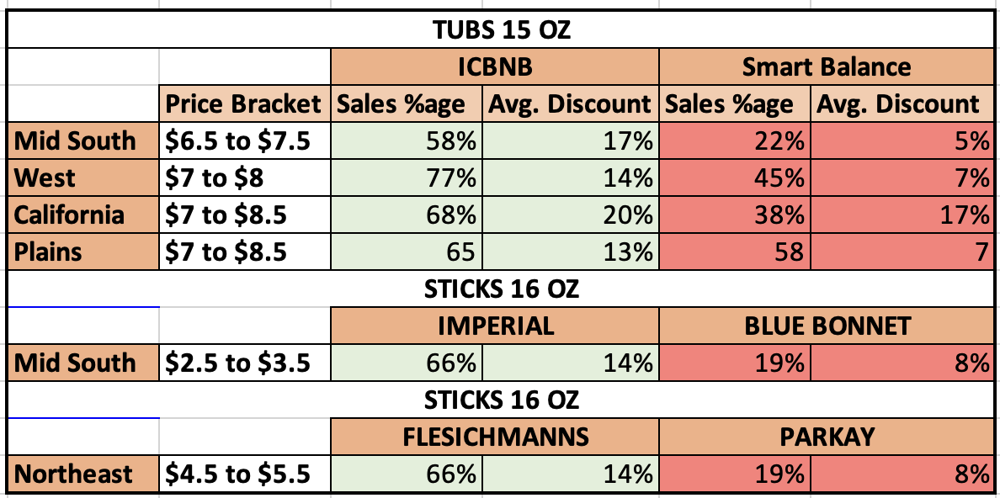 TUBS 15 OZ
ICBNB Smart Balance
Price Bracket Sales %age Avg. Discount Sales %age Avg. Discount
Mid South $6.5 to $7.5 58% 17% 22% 5%
West $7 to $8 77% 14% 45% 7%
California $7 to $8.5 68% 20% 38% 17%
Plains $7 to $8.5 65 13% 58 7
STICKS 16 OZ
IMPERIAL BLUE BONNET
Mid South $2.5 to $3.5 66% 14% 19% 8%
STICKS 16 OZ
FLESICHMANNS PARKAY
Northeast $4.5 to $5.5 66% 14% 19% 8%